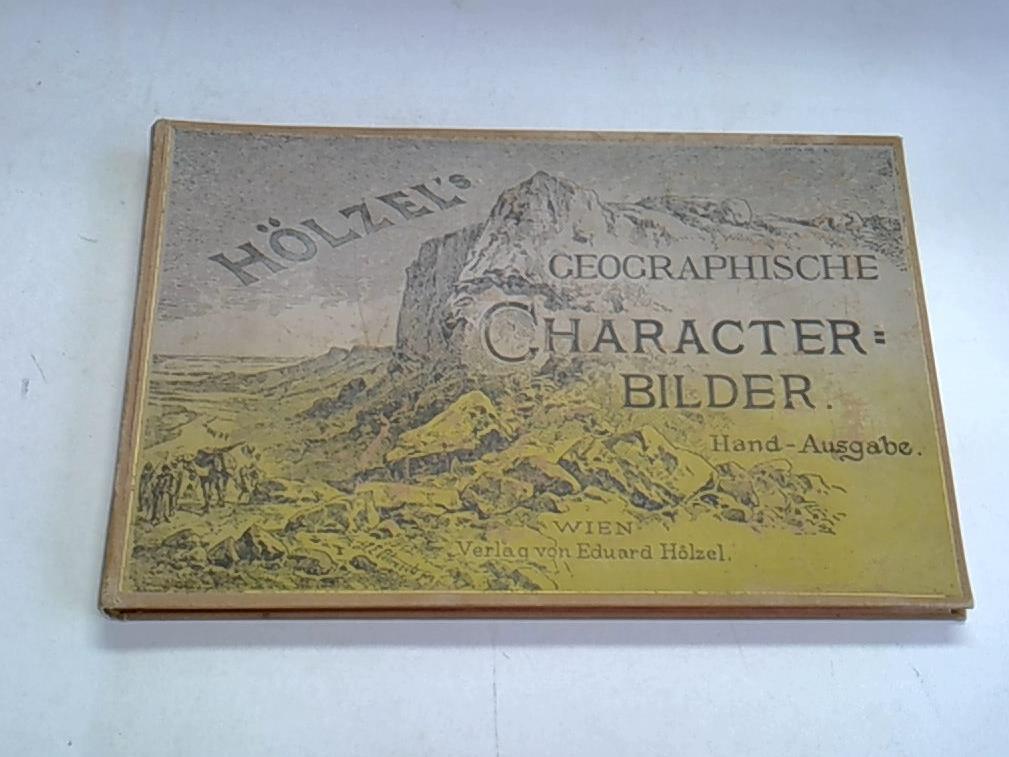 HÖLZEL's
GEOGRAPHISCHE
CHARACTER=
BILDER.
Hand-Ausgabe.
WIEN
Verlag von Eduard Hölzel.